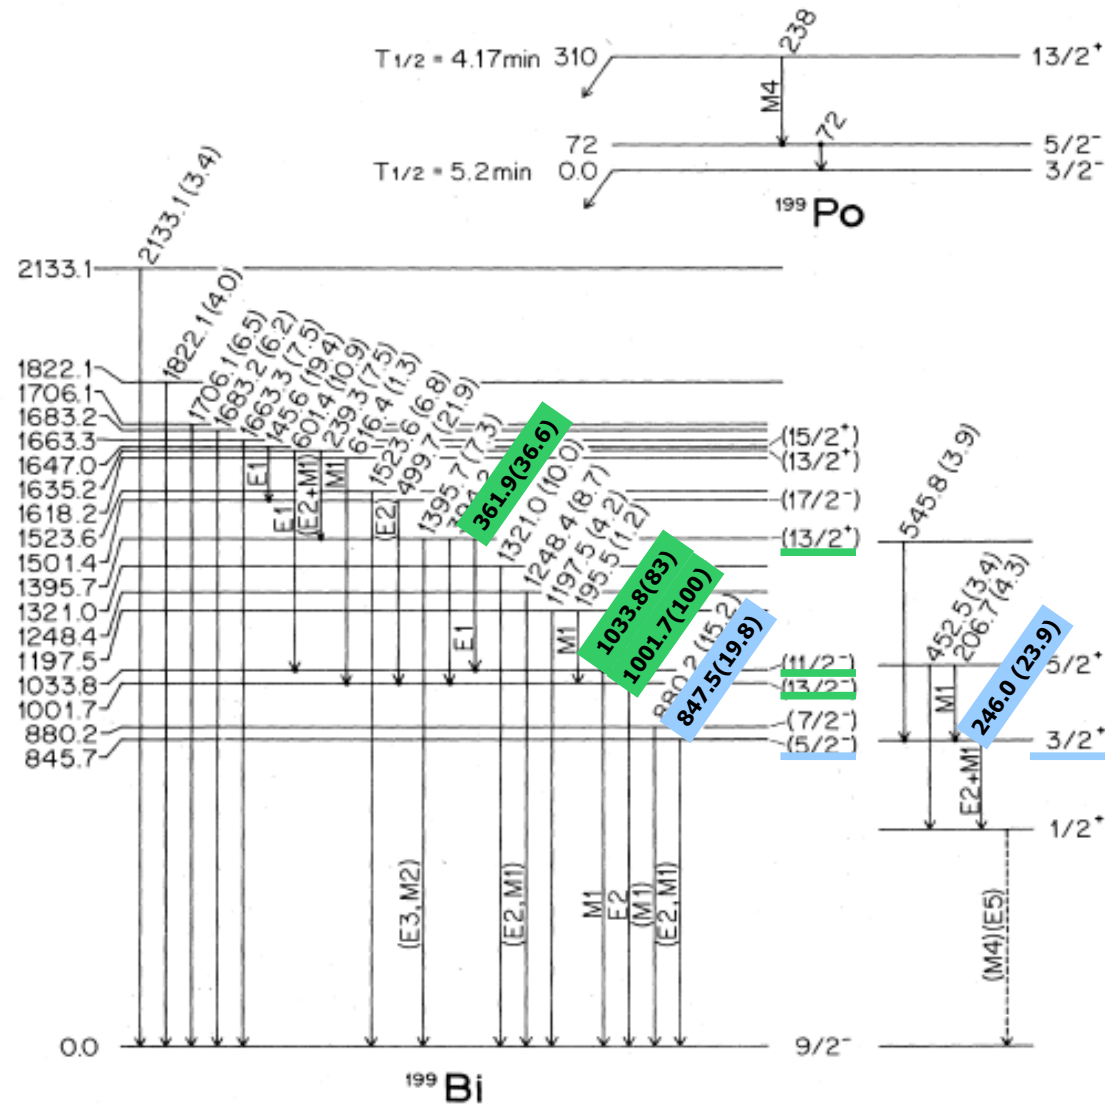 238
T1/2 = 4.17min 310 13/2+
M4
72
72 5/2-
T1/2 = 5.2min 0.0 3/2-
199Po
2133.1 (3.4)
2133.1
1822.1 (4.0)
1706.1 (6.5)
1683.2 (6.2)
1663.3 (7.5)
145.6 (19.4)
601.4 (10.9)
239.3 (7.5)
616.4 (1.3)
1523.6 (6.8)
499.7 (21.9)
1395.7 (7.3)
361.9(36.6)
1321.0 (10.0)
1248.4 (8.7)
1197.5 (4.2)
195.5 (1.2)
1033.8(83)
1001.7(100)
880.2 (15.2)
847.5(19.8)
545.8 (3.9)
452.5 (3.4)
206.7 (4.3)
246.0 (23.9)
1822.1
1706.1
1683.2
1663.3
1647.0
1635.2
1618.2
1523.6
1501.4
1395.7
1321.0
1248.4
1197.5
1033.8
1001.7
880.2
845.7
(15/2+)
(13/2+)
(17/2-)
(13/2+)
(11/2-)
(13/2-)
(7/2-)
(5/2-)
5/2+
3/2+
1/2+
E1
E1
(E2+M1)
M1
(E2)
E1
M1
M1
E2+M1
(E3,M2)
(E2,M1)
M1
E2
(M1)
(E2,M1)
(M4)(E5)
0.0 9/2-
199Bi